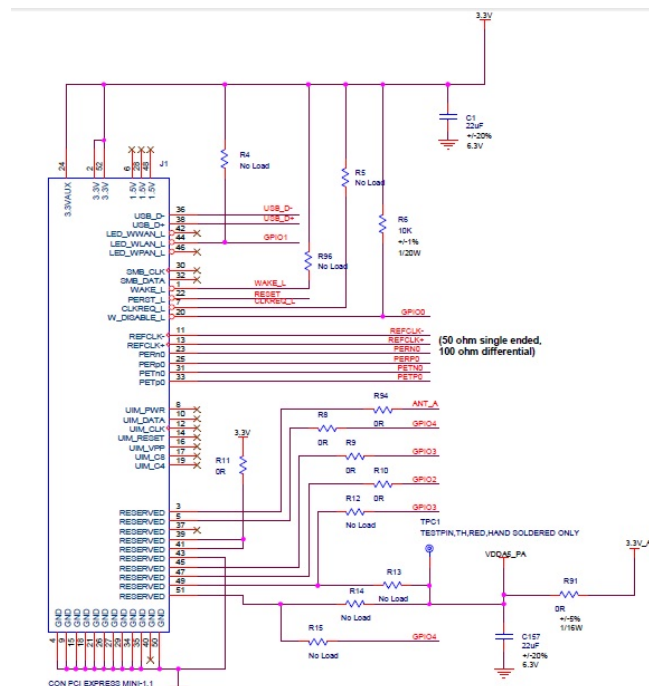 3.3V
C1
22uF
+/-20%
6.3V
R4
No Load
R5
No Load
R6
10K
+/-1%
1/20W
R96
No Load
J1
24
2
52
6
28
48
3.3VAUX
3.3V
3.3V
1.5V
1.5V
1.5V
USB_D- 36 USB_D-
USB_D+ 38 USB_D+
LED_WWAN_L 42
LED_WLAN_L 44 GPIO1
LED_WPAN_L 46
SMB_CLK 30
SMB_DATA 32
WAKE_L 1 WAKE_L
PERST_L 22 RESET
CLKREQ_L 7 CLKREQ_L
W_DISABLE_L 20 GPIO0
REFCLK- 11 REFCLK-
REFCLK+ 13 REFCLK+
PERn0 23 PERN0
PERp0 25 PERP0
PETn0 31 PETN0
PETp0 33 PETP0
(50 ohm single ended,
100 ohm differential)
UIM_PWR 8
UIM_DATA 10
UIM_CLK 12
UIM_RESET 14
UIM_VPP 16
UIM_C8 17
UIM_C4 19
R94 ANT_A
0R
R8 GPIO4
0R
R9 GPIO3
0R
R10 GPIO2
0R
R12 GPIO3
No Load
3.3V
R11
0R
RESERVED 3
RESERVED 5
RESERVED 37
RESERVED 39
RESERVED 41
RESERVED 43
RESERVED 45
RESERVED 47
RESERVED 49
RESERVED 51
TPC1
TESTPIN,TH,RED,HAND SOLDERED ONLY
R13
No Load
R14
No Load
R15 GPIO4
No Load
VDDA5_PA
R91
0R
+/-5%
1/16W
C157
22uF
+/-20%
6.3V
GND GND GND GND GND GND GND GND GND GND GND GND
4 9 15 18 21 26 27 29 34 35 40 50
CON PCI EXPRESS MINI-1.1